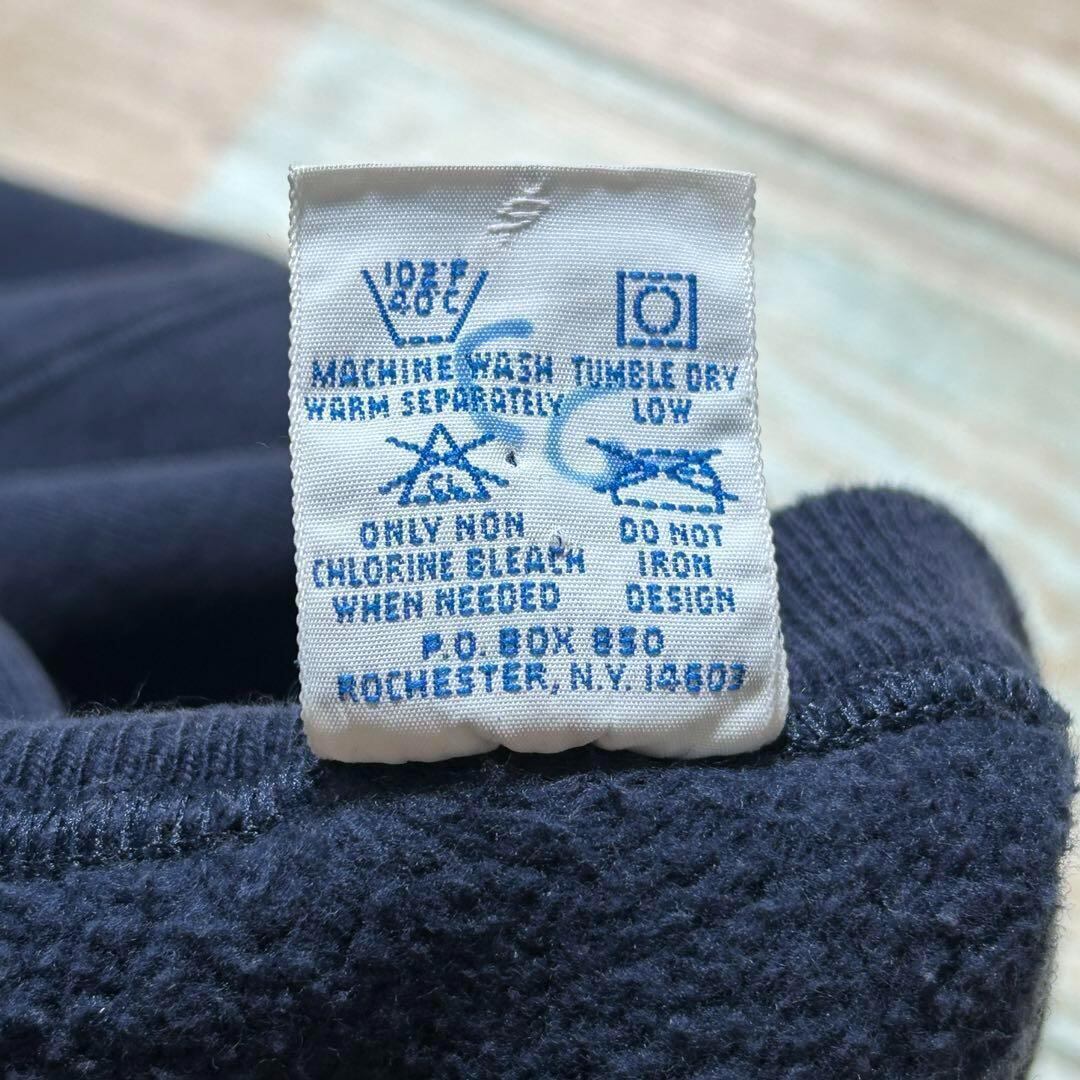 102°F
40°C
MACHINE WASH
WARM SEPARATELY
TUMBLE DRY
LOW
CL
ONLY NON
CHLORINE BLEACH
WHEN NEEDED
DO NOT
IRON
DESIGN
P.O. BOX 850
ROCHESTER, N.Y. 14603